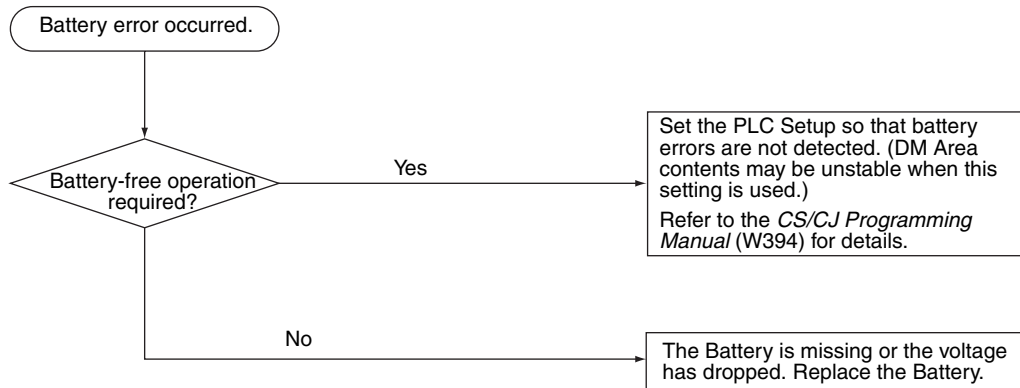 Battery error occurred.
Battery-free operation
required?
Yes
Set the PLC Setup so that battery
errors are not detected. (DM Area
contents may be unstable when this
setting is used.)
Refer to the CS/CJ Programming
Manual (W394) for details.
No
The Battery is missing or the voltage
has dropped. Replace the Battery.